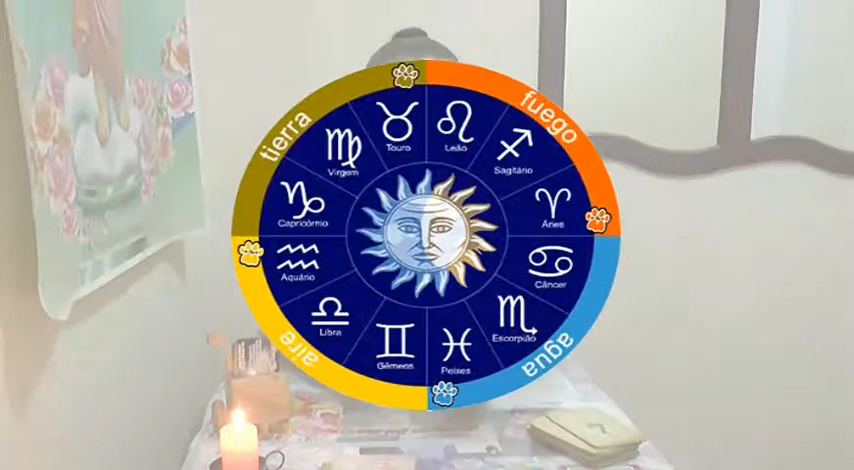 tierra
fuego
Touro
Leão
Virgem
Sagitário
Capricórnio
Áries
Aquário
Câncer
Libra
Escorpião
Gêmeos
Peixes
aire
agua